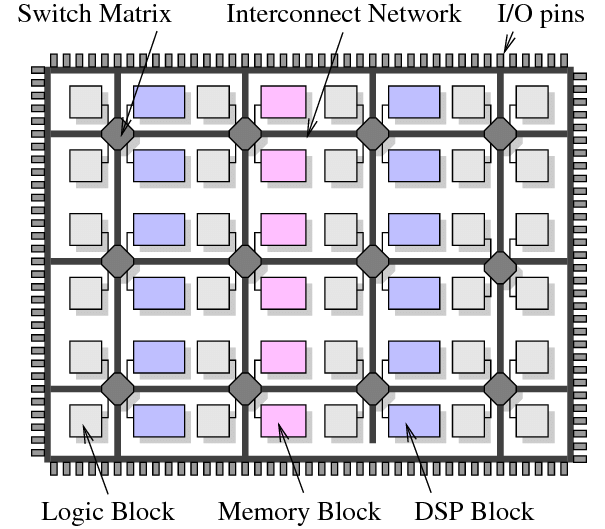 Switch Matrix
Interconnect Network
I/O pins
Logic Block
Memory Block
DSP Block